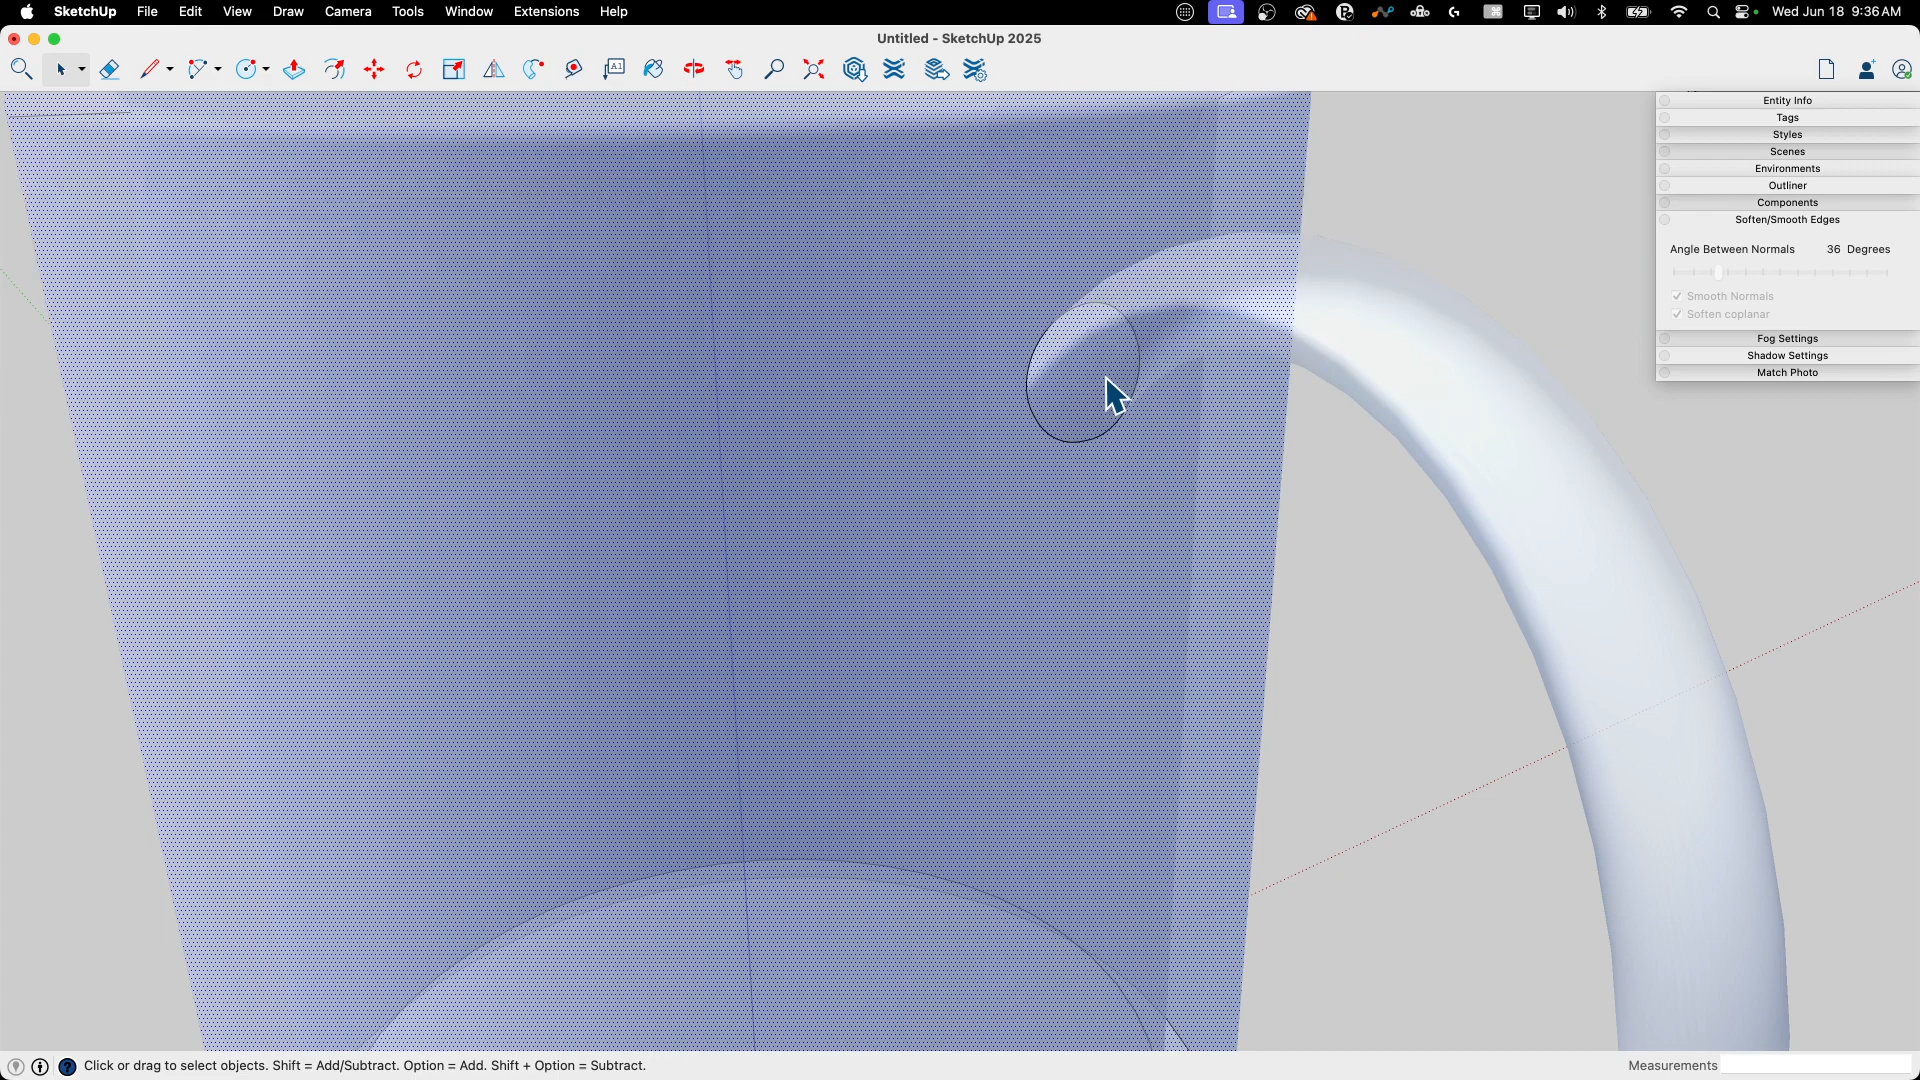 SketchUp File Edit View Draw Camera Tools Window Extensions Help Wed Jun 18 9:36 AM
Untitled - SketchUp 2025
A1
Entity Info
Tags
Styles
Scenes
Environments
Outliner
Components
Soften/Smooth Edges
Angle Between Normals 36 Degrees
Smooth Normals
Soften coplanar
Fog Settings
Shadow Settings
Match Photo
Click or drag to select objects. Shift = Add/Subtract. Option = Add. Shift + Option = Subtract. Measurements